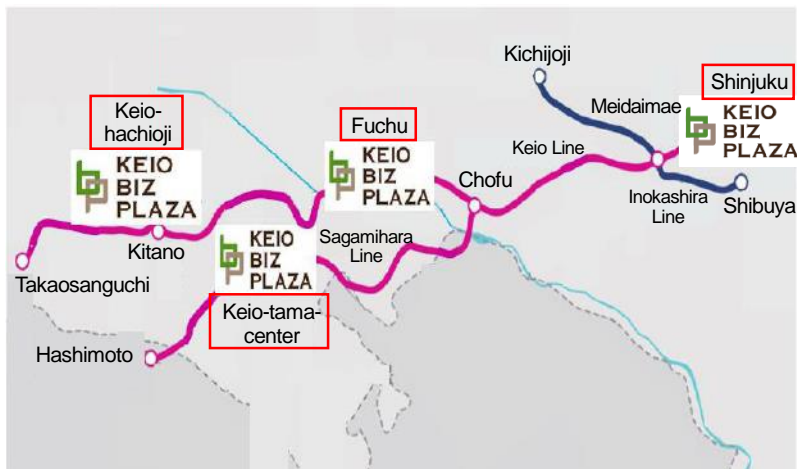 Kichijoji
Shinjuku
KEIO
BIZ
PLAZA
Meidaimae
Keio Line
Inokashira
Line
Shibuya
Keio-
hachioji
KEIO
BIZ
PLAZA
Fuchu
KEIO
BIZ
PLAZA
Chofu
Kitano
Takaosanguchi
KEIO
BIZ
PLAZA
Sagamihara
Line
Keio-tama-
center
Hashimoto